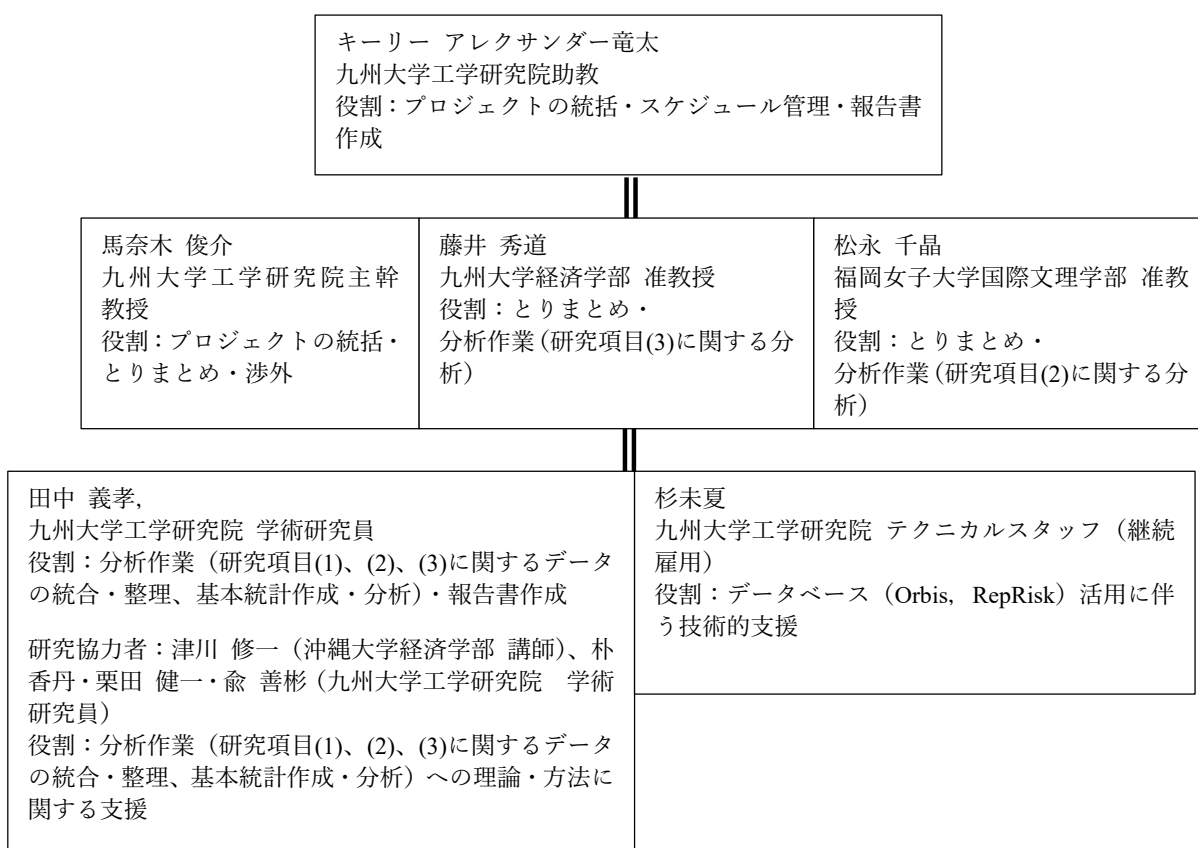 キーリー アレクサンダー竜太
九州大学工学研究院助教
役割：プロジェクトの統括・スケジュール管理・報告書
作成
馬奈木 俊介
九州大学工学研究院主幹
教授
役割：プロジェクトの統括・
とりまとめ・渉外
藤井 秀道
九州大学経済学部 准教授
役割：とりまとめ・
分析作業（研究項目(3)に関する分
析）
松永 千晶
福岡女子大学国際文理学部 准教
授
役割：とりまとめ・
分析作業（研究項目(2)に関する分
析）
田中 義孝,
九州大学工学研究院 学術研究員
役割：分析作業（研究項目(1)、(2)、(3)に関するデータ
の統合・整理、基本統計作成・分析）・報告書作成
研究協力者：津川 修一（沖縄大学経済学部 講師）、朴
香丹・栗田 健一・兪 善彬（九州大学工学研究院　学術
研究員）
役割：分析作業（研究項目(1)、(2)、(3)に関するデータ
の統合・整理、基本統計作成・分析）への理論・方法に
関する支援
杉未夏
九州大学工学研究院 テクニカルスタッフ（継続
雇用）
役割：データベース（Orbis, RepRisk）活用に伴
う技術的支援